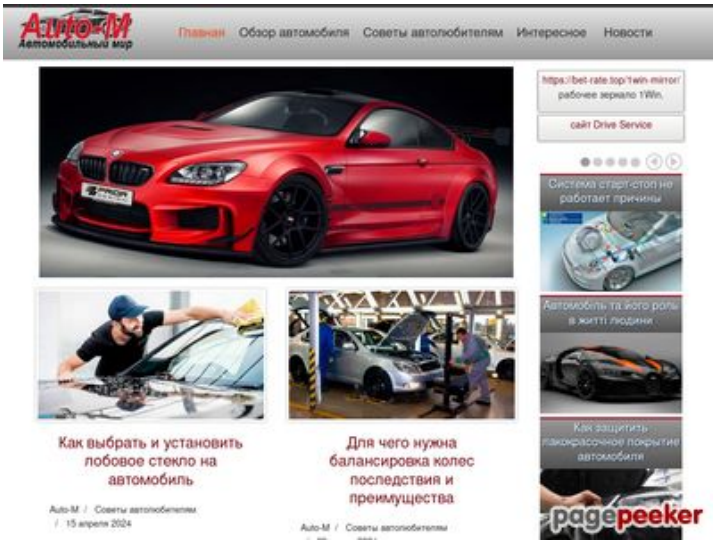 Auto-M
Автомобильный мир
Главная Обзор автомобиля Советы автолюбителям Интересное Новости
https://bet-rate.top/1win-mirror/
рабочее зеркало 1Win.
сайт Drive Service
Система старт-стоп не
работает причины
Автомобіль та його роль
в житті людини
Как защитить
лакокрасочное покрытие
автомобиля
PRIOR
Как выбрать и установить
лобовое стекло на
автомобиль
Auto-M / Советы автолюбителям
/ 15 апреля 2024
Для чего нужна
балансировка колес
последствия и
преимущества
Auto-M / Советы автолюбителям
pagepeeker